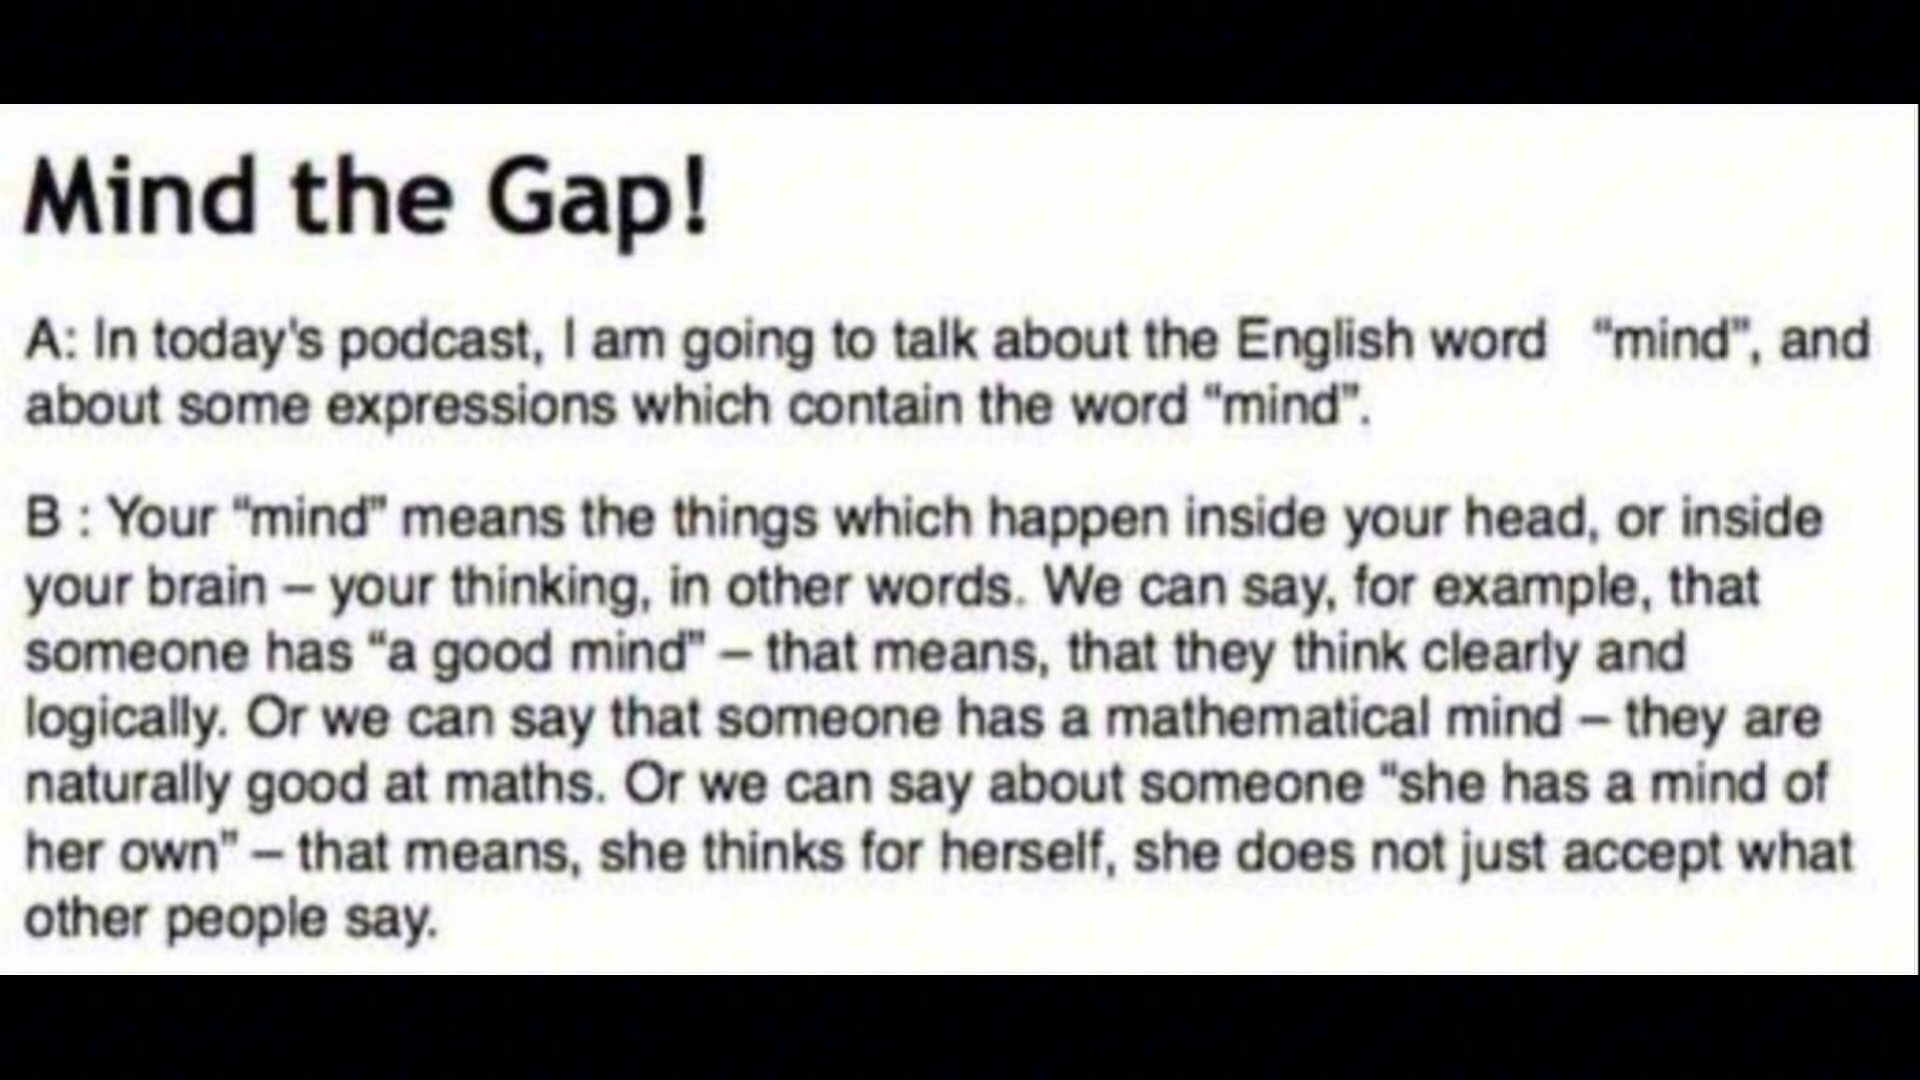 Mind the Gap!
A: In today's podcast, I am going to talk about the English word “mind”, and
about some expressions which contain the word “mind”.
B : Your “mind” means the things which happen inside your head, or inside
your brain – your thinking, in other words. We can say, for example, that
someone has “a good mind” – that means, that they think clearly and
logically. Or we can say that someone has a mathematical mind – they are
naturally good at maths. Or we can say about someone “she has a mind of
her own” – that means, she thinks for herself, she does not just accept what
other people say.